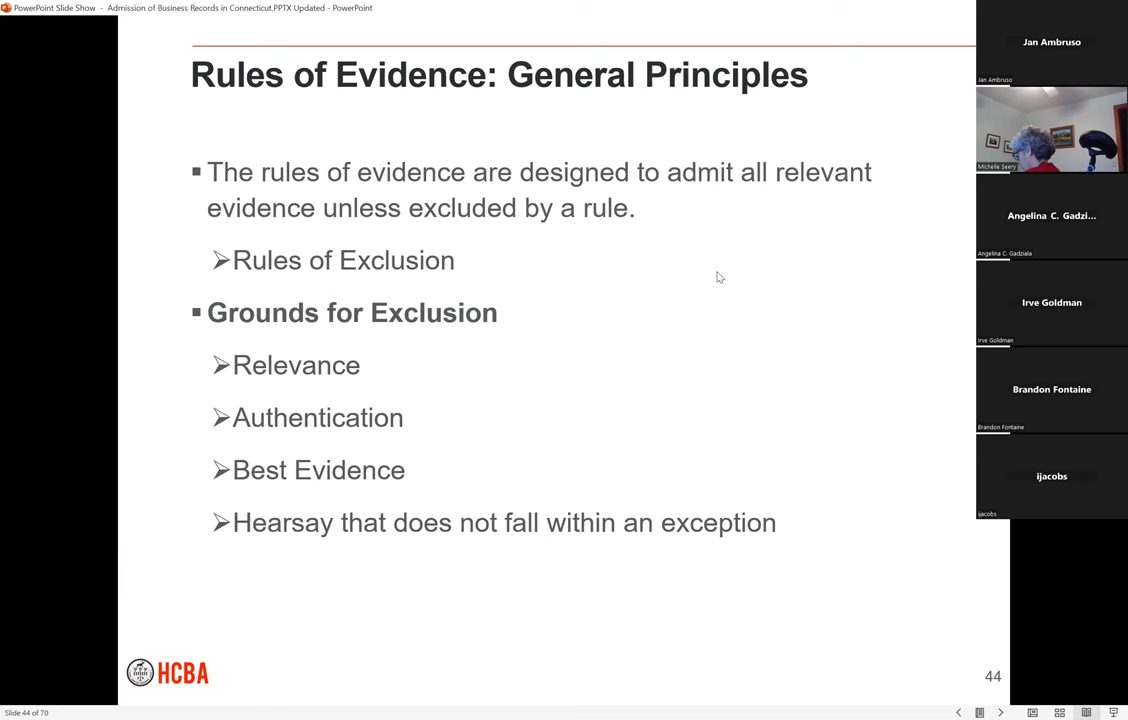 PowerPoint Slide Show - Admission of Business Records in Connecticut.PPTX Updated - PowerPoint
Rules of Evidence: General Principles
▪ The rules of evidence are designed to admit all relevant
evidence unless excluded by a rule.
➢Rules of Exclusion
▪ Grounds for Exclusion
➢Relevance
➢Authentication
➢Best Evidence
➢Hearsay that does not fall within an exception
HCBA
44
Slide 44 of 70
Jan Ambruso
Jan Ambruso
Michelle Seery
Angelina C. Gadzi...
Angelina C. Gadziala
Irve Goldman
Irve Goldman
Brandon Fontaine
Brandon Fontaine
ijacobs
ijacobs